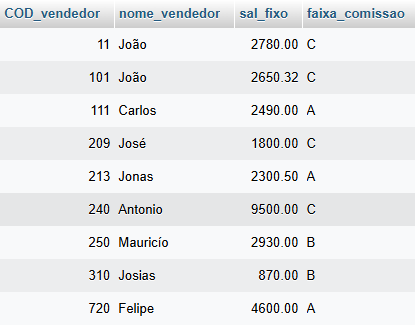 COD_vendedor nome_vendedor sal_fixo faixa_comissao
11 João 2780.00 C
101 João 2650.32 C
111 Carlos 2490.00 A
209 José 1800.00 C
213 Jonas 2300.50 A
240 Antonio 9500.00 C
250 Mauricío 2930.00 B
310 Josias 870.00 B
720 Felipe 4600.00 A